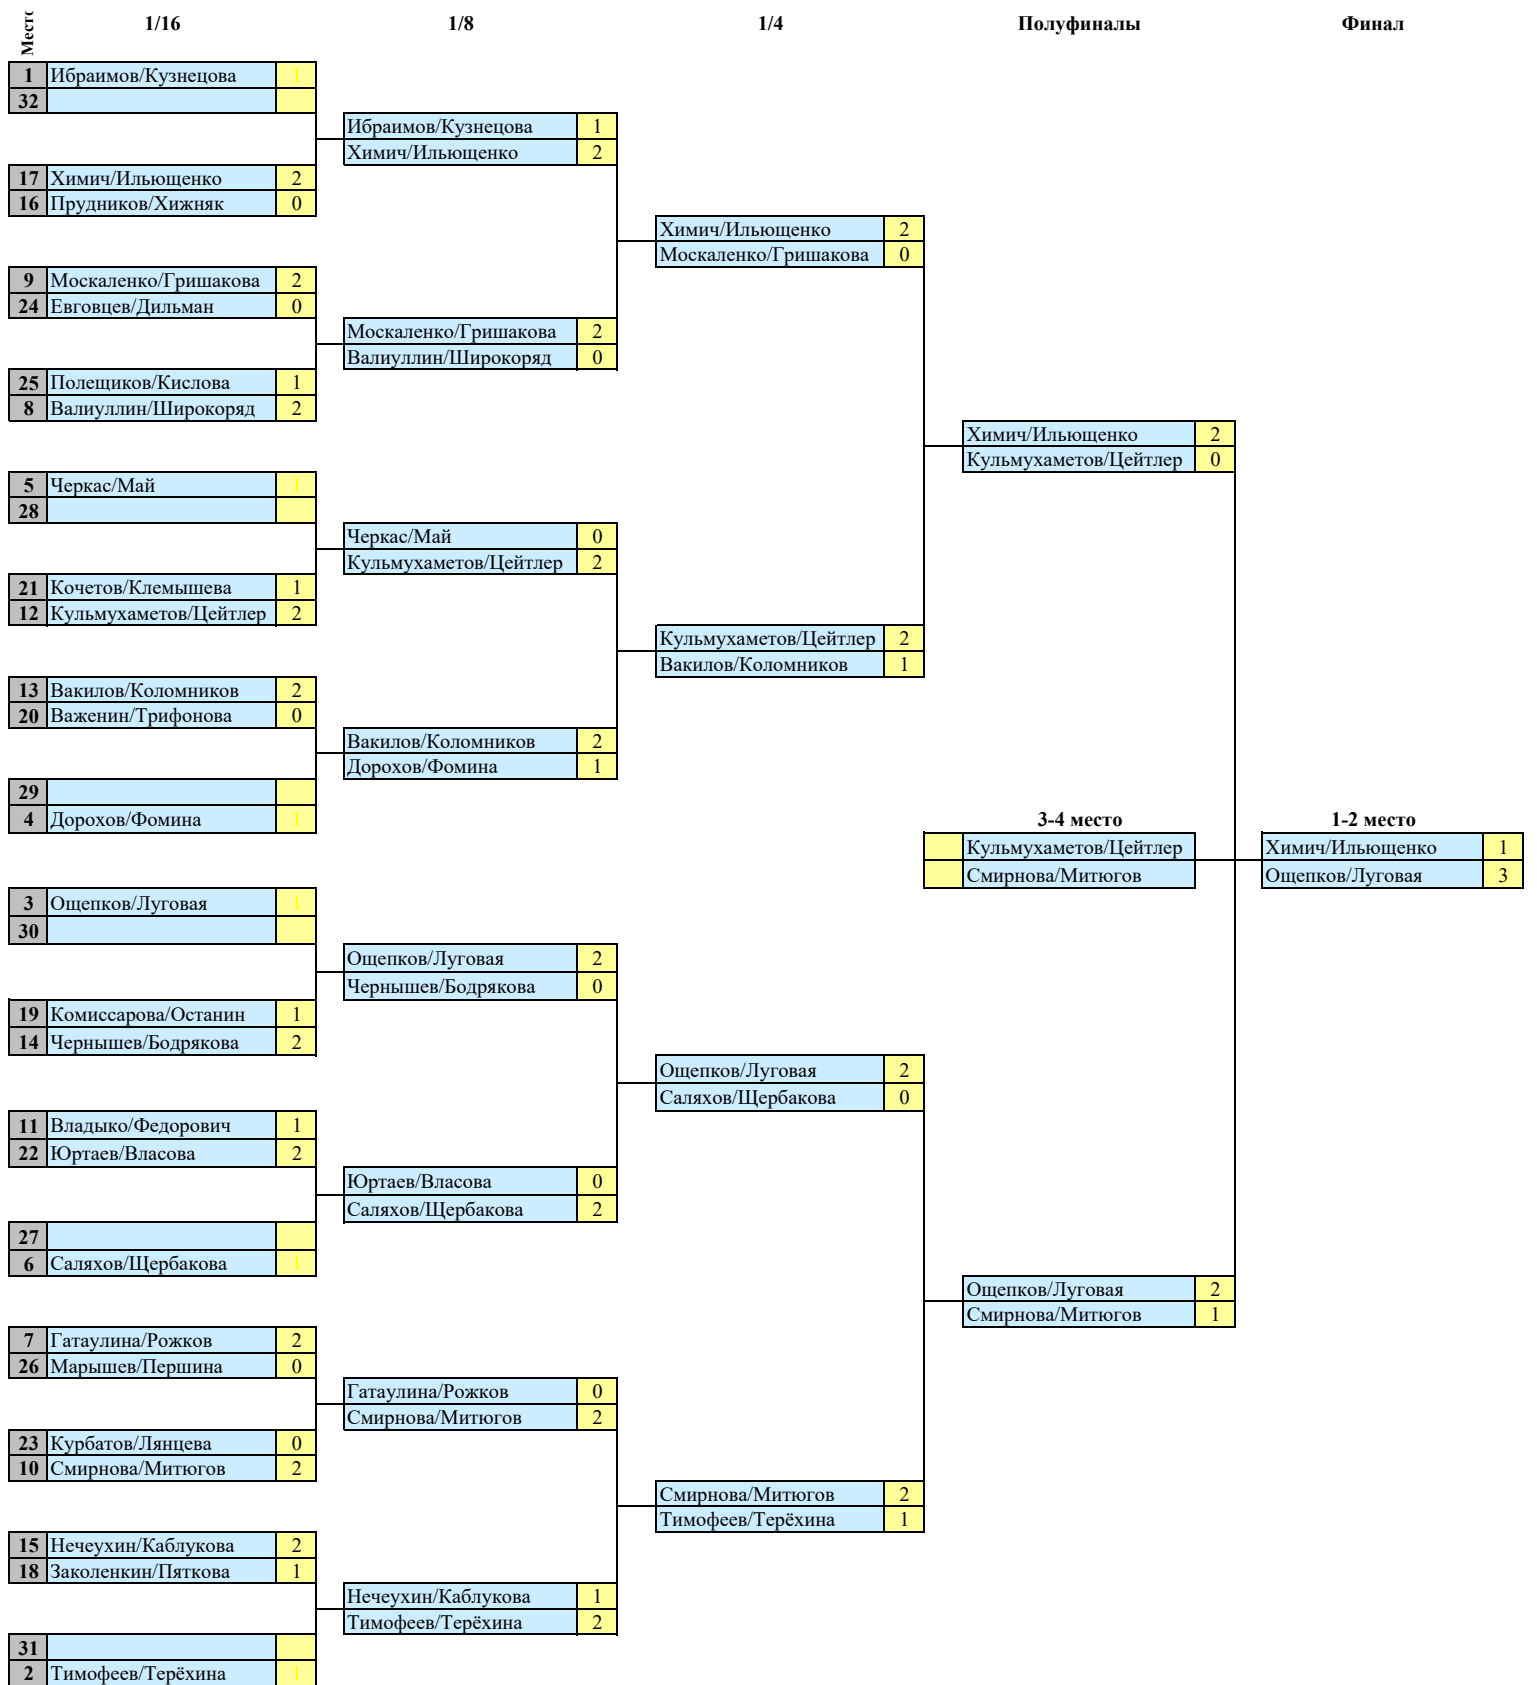 Место 1/16 1/8 1/4 Полуфиналы Финал
1 Ибраимов/Кузнецова 1
32
Ибраимов/Кузнецова 1
Химич/Ильющенко 2
17 Химич/Ильющенко 2
16 Прудников/Хижняк 0
Химич/Ильющенко 2
Москаленко/Гришакова 0
9 Москаленко/Гришакова 2
24 Евговцев/Дильман 0
Москаленко/Гришакова 2
Валиуллин/Широкоряд 0
25 Полещиков/Кислова 1
8 Валиуллин/Широкоряд 2
Химич/Ильющенко 2
Кульмухаметов/Цейтлер 0
5 Черкас/Май 1
28
Черкас/Май 0
Кульмухаметов/Цейтлер 2
21 Кочетов/Клемышева 1
12 Кульмухаметов/Цейтлер 2
Кульмухаметов/Цейтлер 2
Вакилов/Коломников 1
13 Вакилов/Коломников 2
20 Важенин/Трифонова 0
Вакилов/Коломников 2
Дорохов/Фомина 1
29
4 Дорохов/Фомина 1
3-4 место 1-2 место
Кульмухаметов/Цейтлер Химич/Ильющенко 1
Смирнова/Митюгов Ощепков/Луговая 3
3 Ощепков/Луговая 1
30
Ощепков/Луговая 2
Чернышев/Бодрякова 0
19 Комиссарова/Останин 1
14 Чернышев/Бодрякова 2
Ощепков/Луговая 2
Саляхов/Щербакова 0
11 Владыко/Федорович 1
22 Юртаев/Власова 2
Юртаев/Власова 0
Саляхов/Щербакова 2
27
6 Саляхов/Щербакова 1
Ощепков/Луговая 2
Смирнова/Митюгов 1
7 Гатаулина/Рожков 2
26 Марышев/Першина 0
Гатаулина/Рожков 0
Смирнова/Митюгов 2
23 Курбатов/Лянцева 0
10 Смирнова/Митюгов 2
Смирнова/Митюгов 2
Тимофеев/Терёхина 1
15 Нечеухин/Каблукова 2
18 Заколенкин/Пяткова 1
Нечеухин/Каблукова 1
Тимофеев/Терёхина 2
31
2 Тимофеев/Терёхина 1